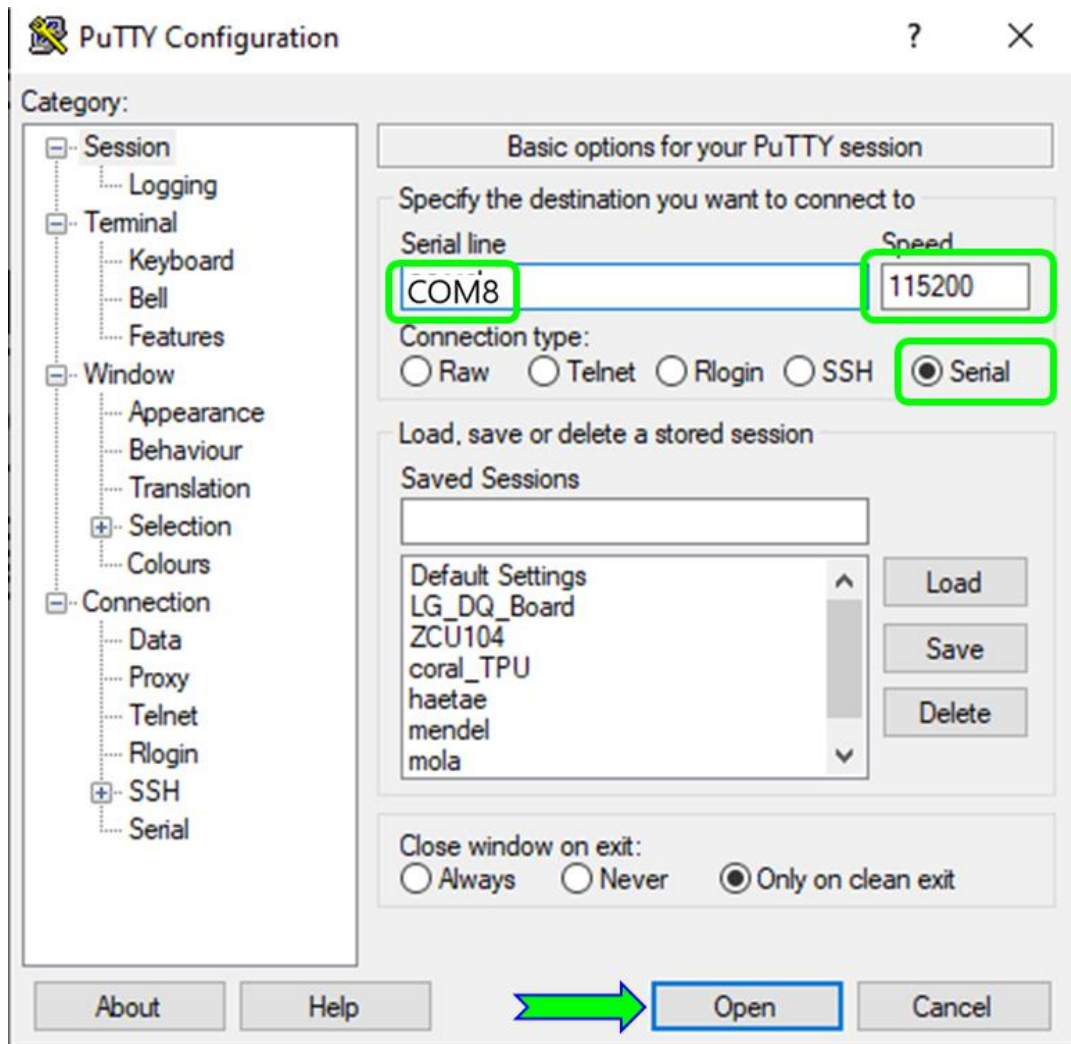 PuTTY Configuration
?
Category:
Session
Logging
Terminal
Keyboard
Bell
Features
Window
Appearance
Behaviour
Translation
Selection
Colours
Connection
Data
Proxy
Telnet
Rlogin
SSH
Serial
Basic options for your PuTTY session
Specify the destination you want to connect to
Serial line Speed
COM8 115200
Connection type:
Raw Telnet Rlogin SSH Serial
Load, save or delete a stored session
Saved Sessions
Default Settings
LG_DQ_Board
ZCU104
coral_TPU
haetae
mendel
mola
Load
Save
Delete
Close window on exit:
Always Never Only on clean exit
About Help Open Cancel